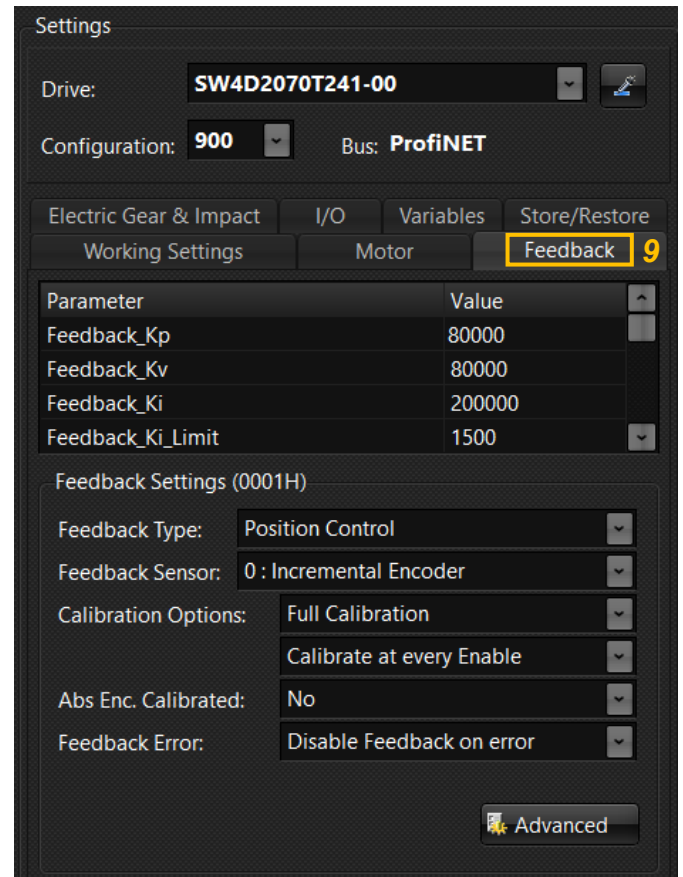 Settings
Drive: SW4D2070T241-00
Configuration: 900 Bus: ProfiNET
Electric Gear & Impact I/O Variables Store/Restore
Working Settings Motor Feedback 9
Parameter Value
Feedback_Kp 80000
Feedback_Kv 80000
Feedback_Ki 200000
Feedback_Ki_Limit 1500
Feedback Settings (0001H)
Feedback Type: Position Control
Feedback Sensor: 0 : Incremental Encoder
Calibration Options: Full Calibration
Calibrate at every Enable
Abs Enc. Calibrated: No
Feedback Error: Disable Feedback on error
Advanced